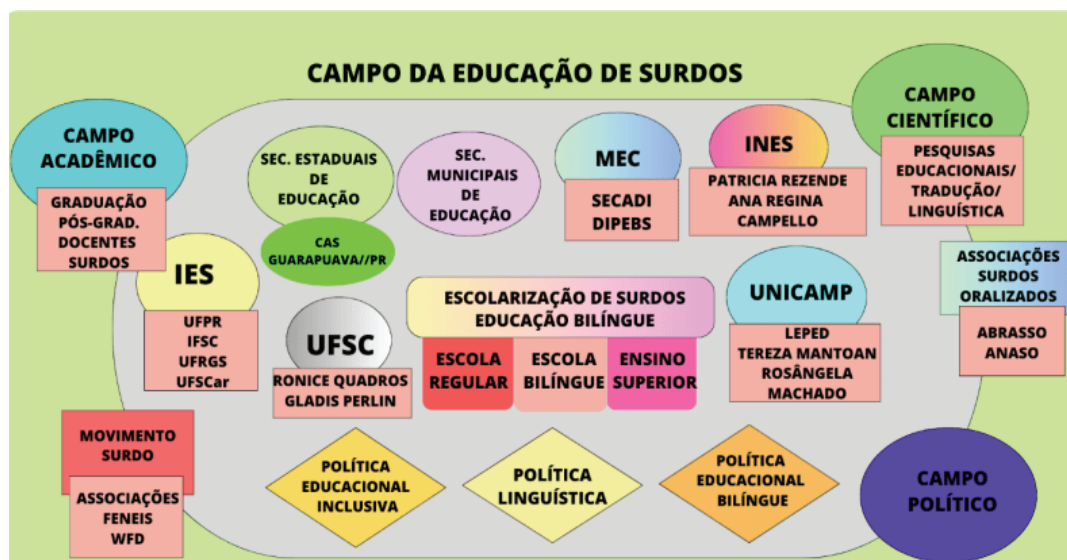 CAMPO DA EDUCAÇÃO DE SURDOS
CAMPO
ACADÊMICO
GRADUAÇÃO
PÓS-GRAD.
DOCENTES
SURDOS
SEC. ESTADUAIS
DE
EDUCAÇÃO
CAS
GUARAPUAVA//PR
SEC.
MUNICIPAIS
DE
EDUCAÇÃO
MEC
SECADI
DIPEBS
INES
PATRICIA REZENDE
ANA REGINA
CAMPELLO
CAMPO
CIENTÍFICO
PESQUISAS
EDUCACIONAIS/
TRADUÇÃO/
LINGUÍSTICA
IES
UFPR
IFSC
UFRGS
UFSCar
UFSC
RONICE QUADROS
GLADIS PERLIN
ESCOLARIZAÇÃO DE SURDOS
EDUCAÇÃO BILÍNGUE
ESCOLA
REGULAR
ESCOLA
BILÍNGUE
ENSINO
SUPERIOR
UNICAMP
LEPED
TEREZA MANTOAN
ROSÂNGELA
MACHADO
ASSOCIAÇÕES
SURDOS
ORALIZADOS
ABRASSO
ANASO
MOVIMENTO
SURDO
ASSOCIAÇÕES
FENEIS
WFD
POLÍTICA
EDUCACIONAL
INCLUSIVA
POLÍTICA
LINGUÍSTICA
POLÍTICA
EDUCACIONAL
BILÍNGUE
CAMPO
POLÍTICO